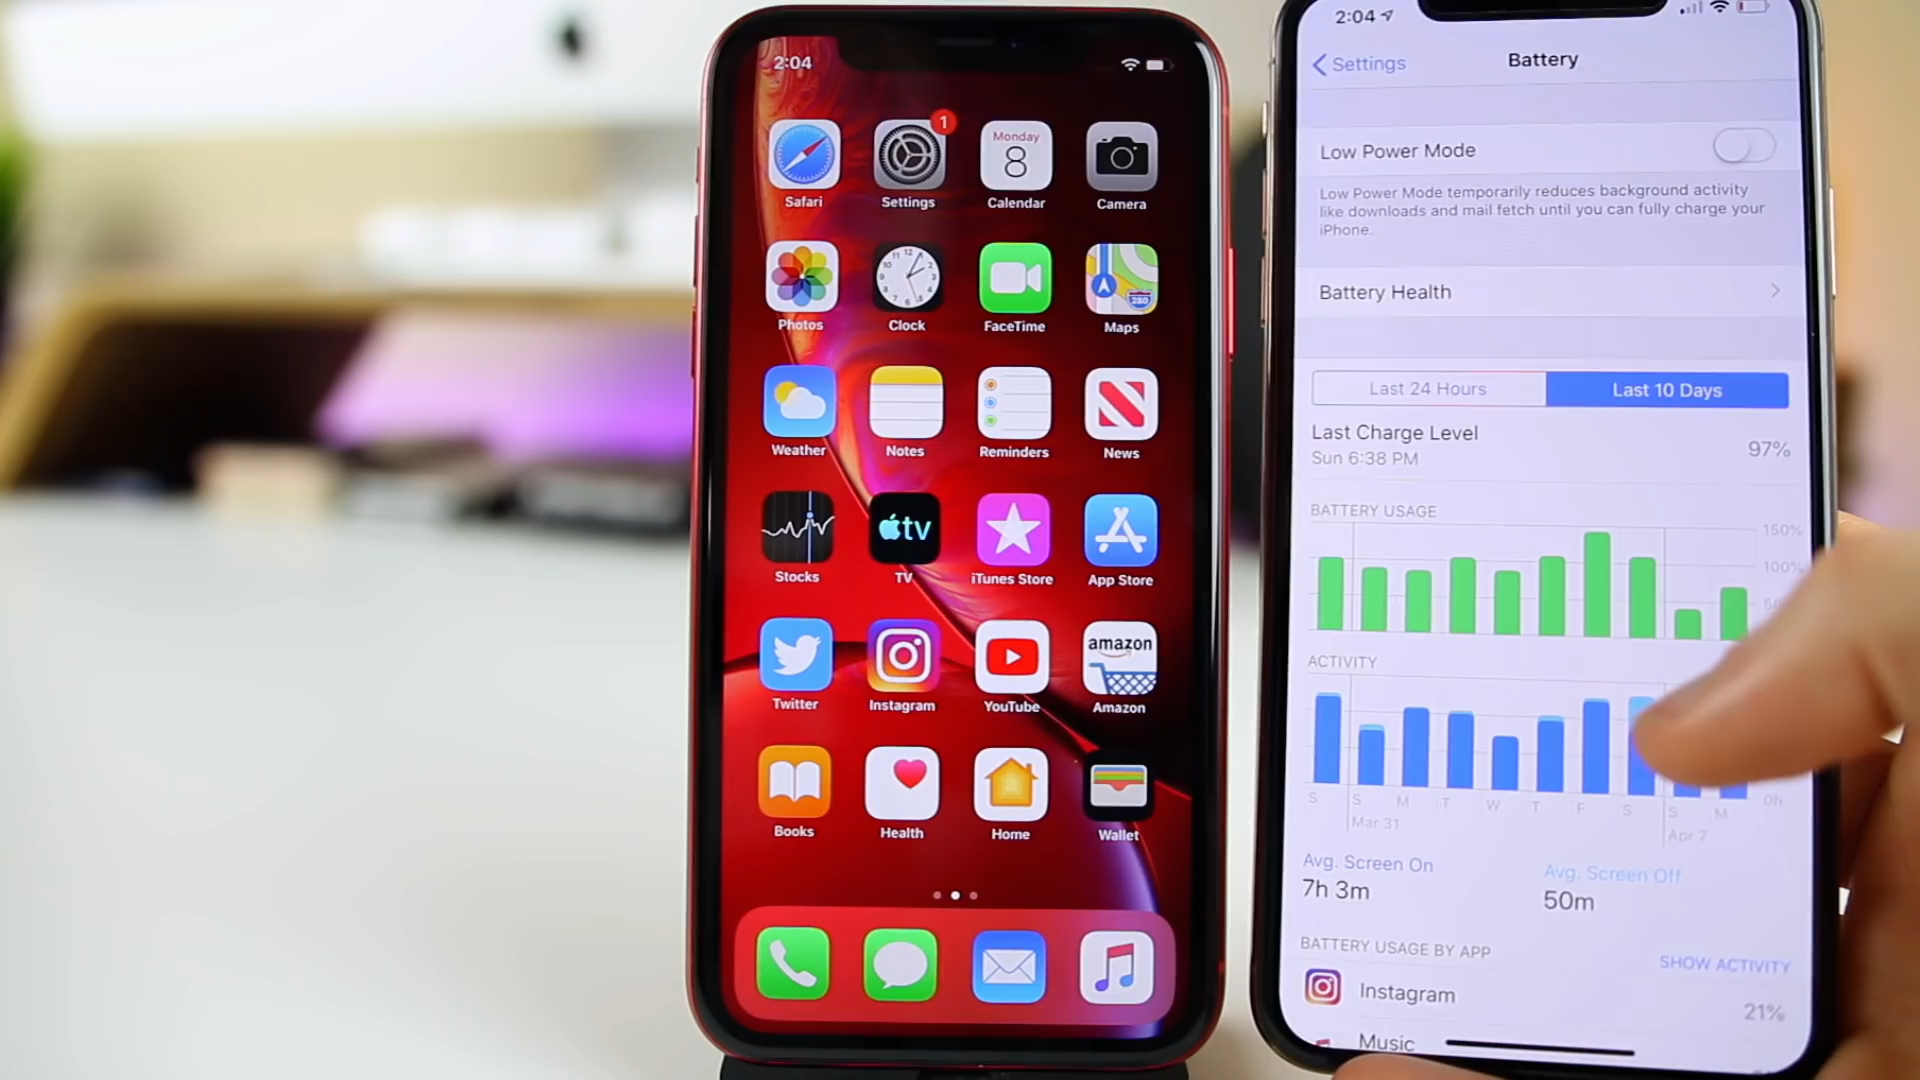 2:04
1
Monday
8
Safari
Settings
Calendar
Camera
280
Photos
Clock
FaceTime
Maps
Weather
Notes
Reminders
News
tv
Stocks
TV
iTunes Store
App Store
amazon
Twitter
Instagram
YouTube
Amazon
Books
Health
Home
Wallet
2:04
Settings
Battery
Low Power Mode
Low Power Mode temporarily reduces background activity
like downloads and mail fetch until you can fully charge your
iPhone.
Battery Health
Last 24 Hours
Last 10 Days
Last Charge Level
Sun 6:38 PM
97%
BATTERY USAGE
150%
100%
ACTIVITY
0h
S S M T W T F S S M
Mar 31
Apr 7
Avg. Screen On
7h 3m
Avg. Screen Off
50m
BATTERY USAGE BY APP
SHOW ACTIVITY
Instagram
21%
Music